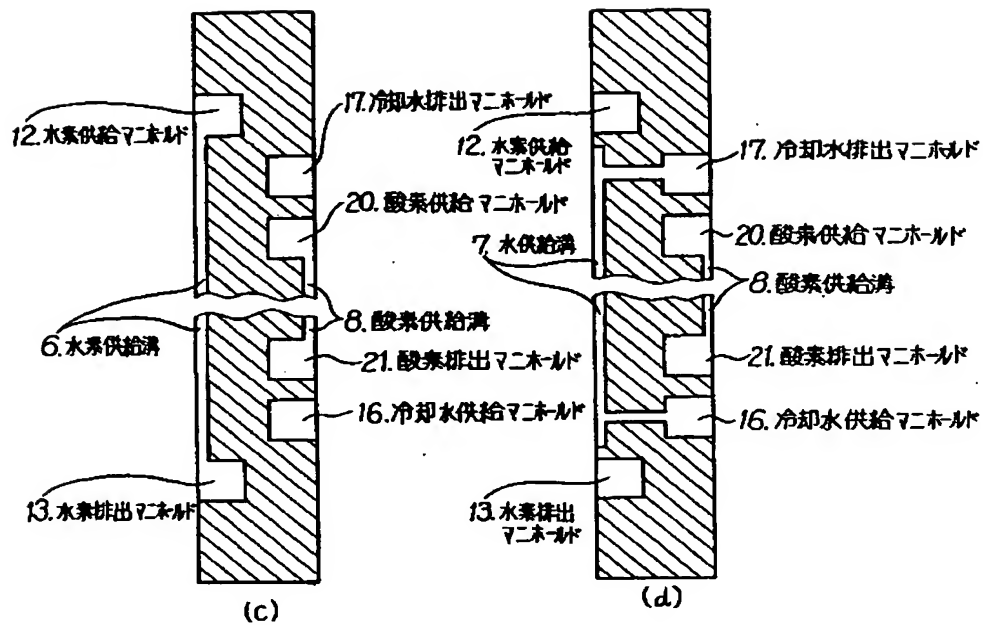 12.水素供給マニホールド
17.冷却水排出マニホールド
20.酸素供給マニホールド
6.水素供給溝
8.酸素供給溝
21.酸素排出マニホールド
16.冷却水供給マニホールド
13.水素排出マニホールド
(c)
12.水素供給
マニホールド
17.冷却水排出マニホールド
7.水供給溝
20.酸素供給マニホールド
8.酸素供給溝
21.酸素排出マニホールド
16.冷却水供給マニホールド
13.水素排出
マニホールド
(d)